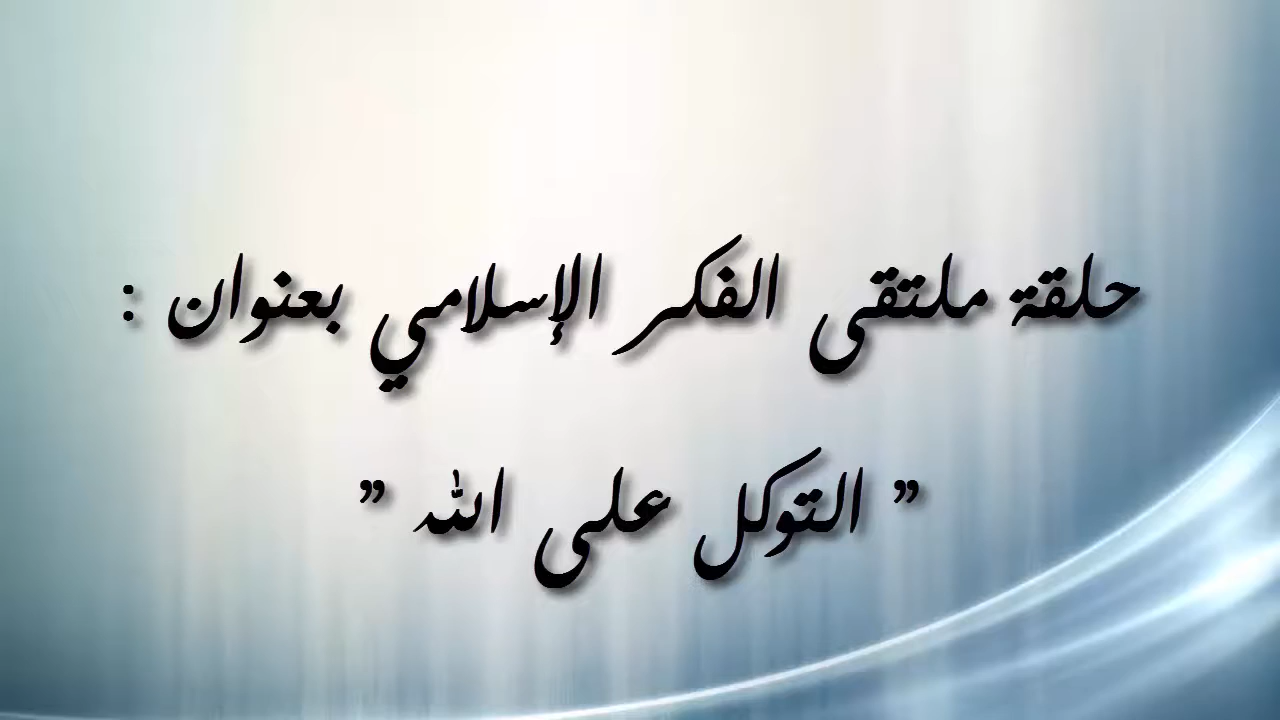 حلقة ملتقى الفكر الإسلامي بعنوان :
" التوكل على الله "